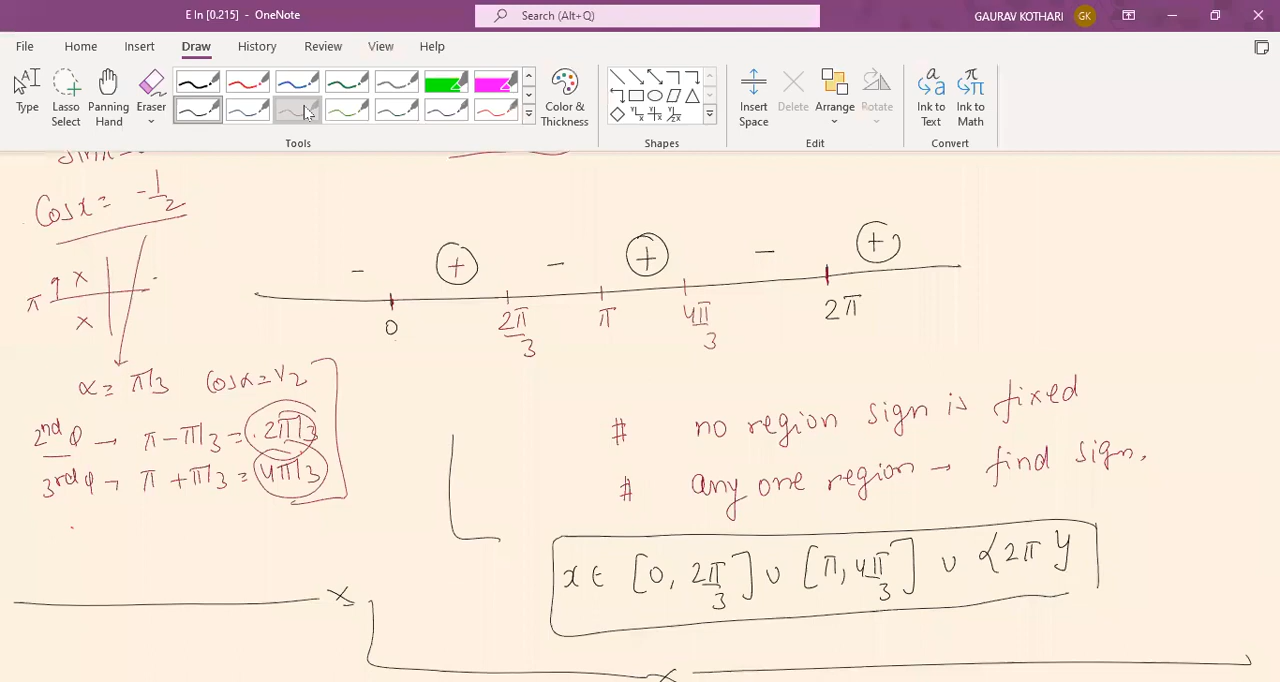 E In [0.215] - OneNote
Search (Alt+Q)
GAURAV KOTHARI GK
File Home Insert Draw History Review View Help
Type
Lasso Select
Panning Hand
Eraser
Color & Thickness
Insert Space
Delete
Arrange
Rotate
Ink to Text
Ink to Math
Tools Shapes Edit Convert
Cosx = -1/2
- + - + - +
π x
x
0 2π/3 π 4π/3 2π
α = π/3 cosα = 1/2
2nd Q → π - π/3 = 2π/3
3rd Q → π + π/3 = 4π/3
# no region sign is fixed
# any one region → find sign.
x ∈ [0, 2π/3] ∪ [π, 4π/3] ∪ {2π}